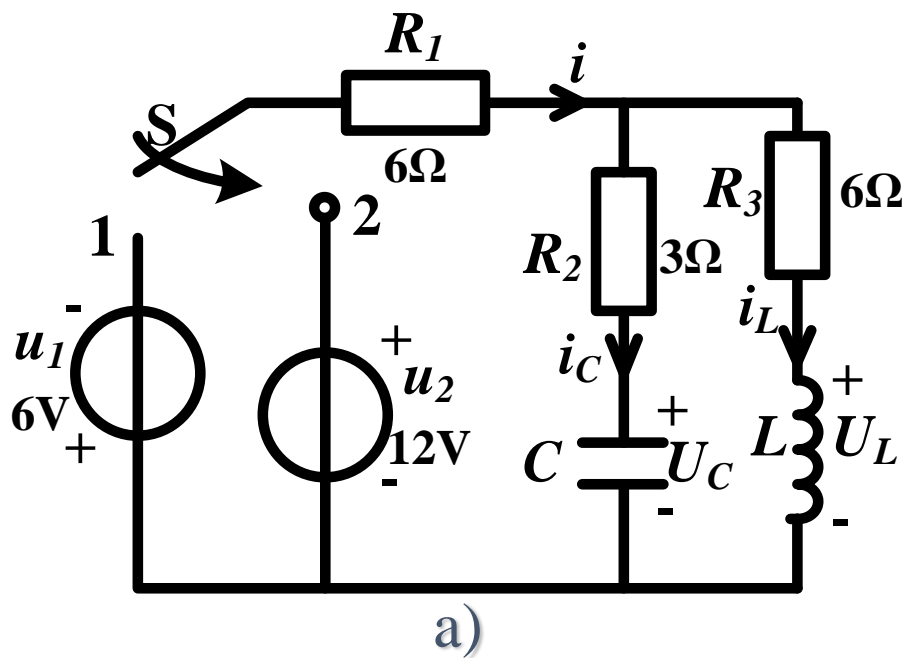 R1
i
S
6Ω
1
2
R2
3Ω
R3
6Ω
-
u1
6V
+
+
u2
12V
-
iC
iL
C
+
UC
-
L
+
UL
-
a)